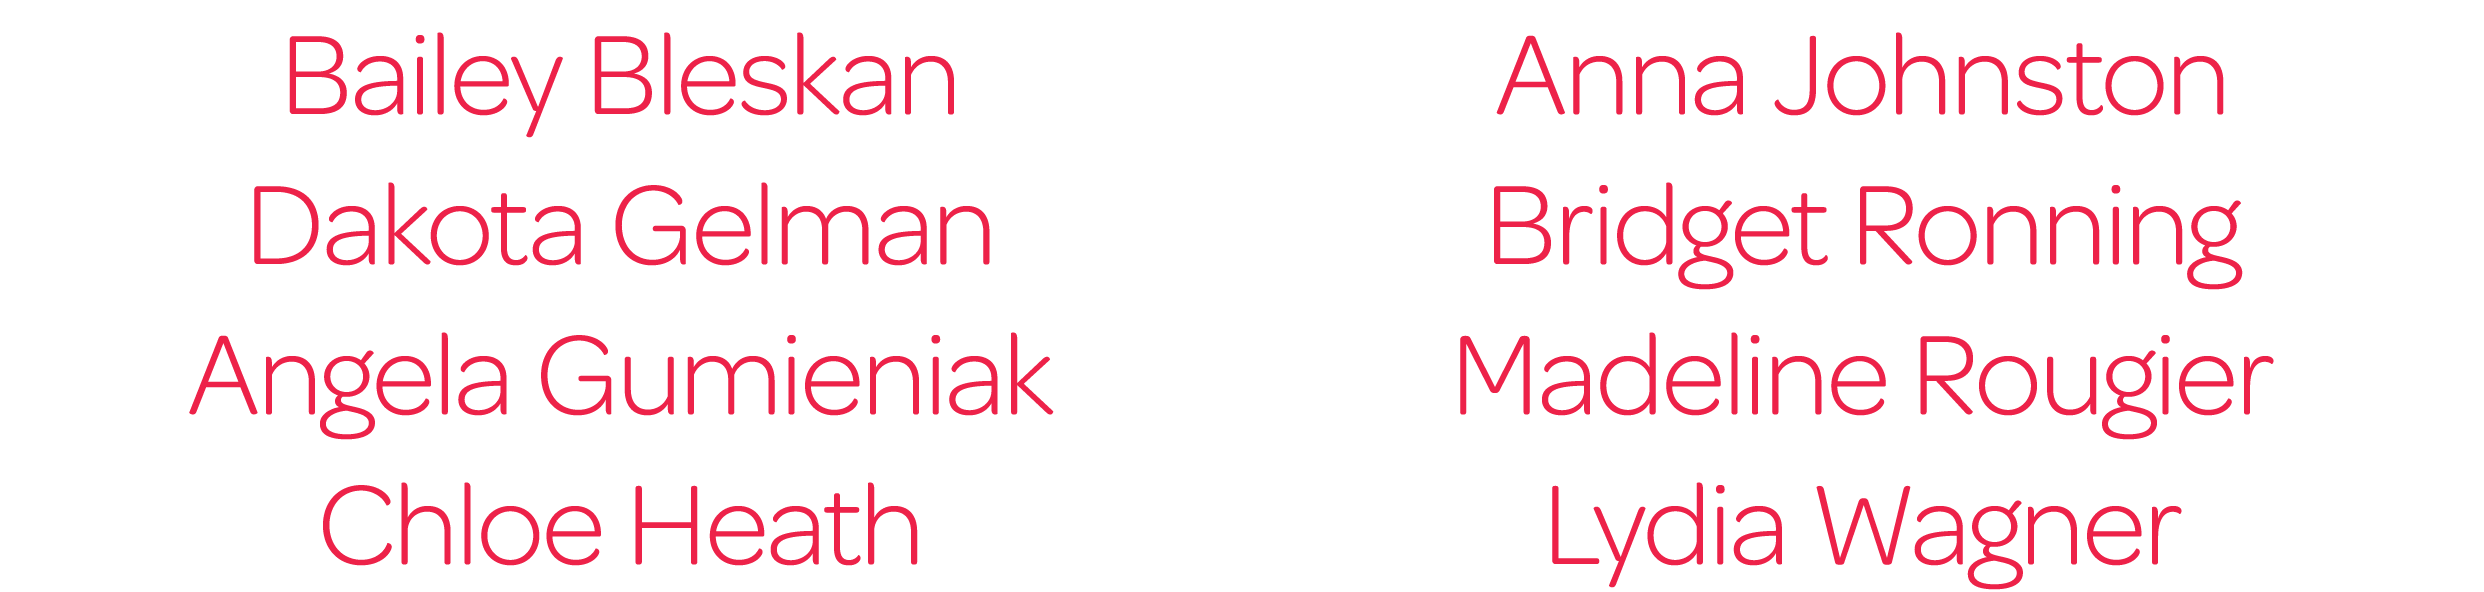 Bailey Bleskan
Dakota Gelman
Angela Gumieniak
Chloe Heath
Anna Johnston
Bridget Ronning
Madeline Rougier
Lydia Wagner